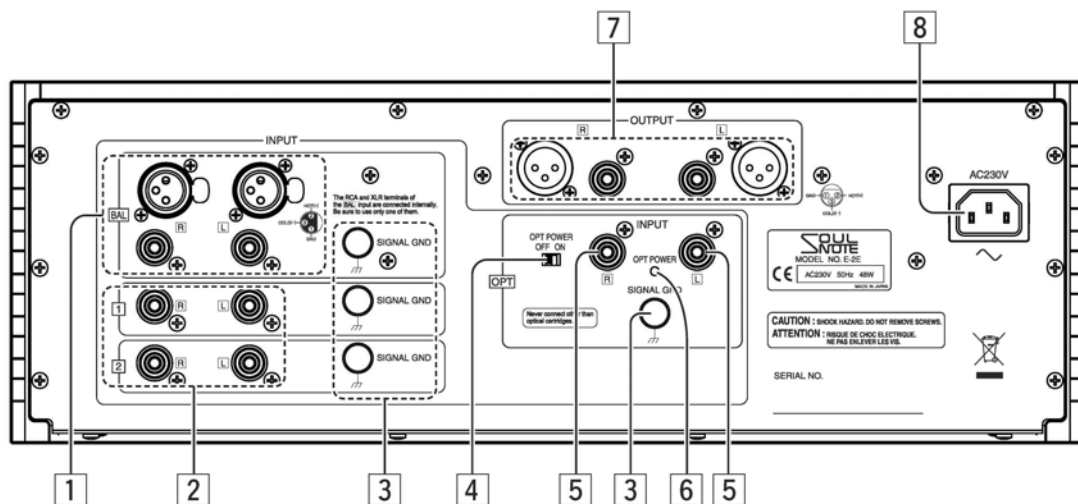 7
8
OUTPUT
R
L
INPUT
AC230V
HOT(+)
COLD(-)
GND
BAL
The RCA and XLR terminals of
the BAL input are connected internally.
Be sure to use only one of them.
R
L
SIGNAL GND
GND
HOT(+)
COLD(-)
INPUT
OPT POWER
OFF ON
OPT POWER
OPT
R
L
SIGNAL GND
Never connect other than
optical cartridges.
SOUL
NOTE
MODEL NO. E-2E
CE
AC230V 50Hz 48W
MADE IN JAPAN
1
R
L
SIGNAL GND
2
R
L
SIGNAL GND
CAUTION : SHOCK HAZARD. DO NOT REMOVE SCREWS.
ATTENTION : RISQUE DE CHOC ELECTRIQUE.
NE PAS ENLEVER LES VIS.
SERIAL NO.
1
2
3
4
5
3
6
5